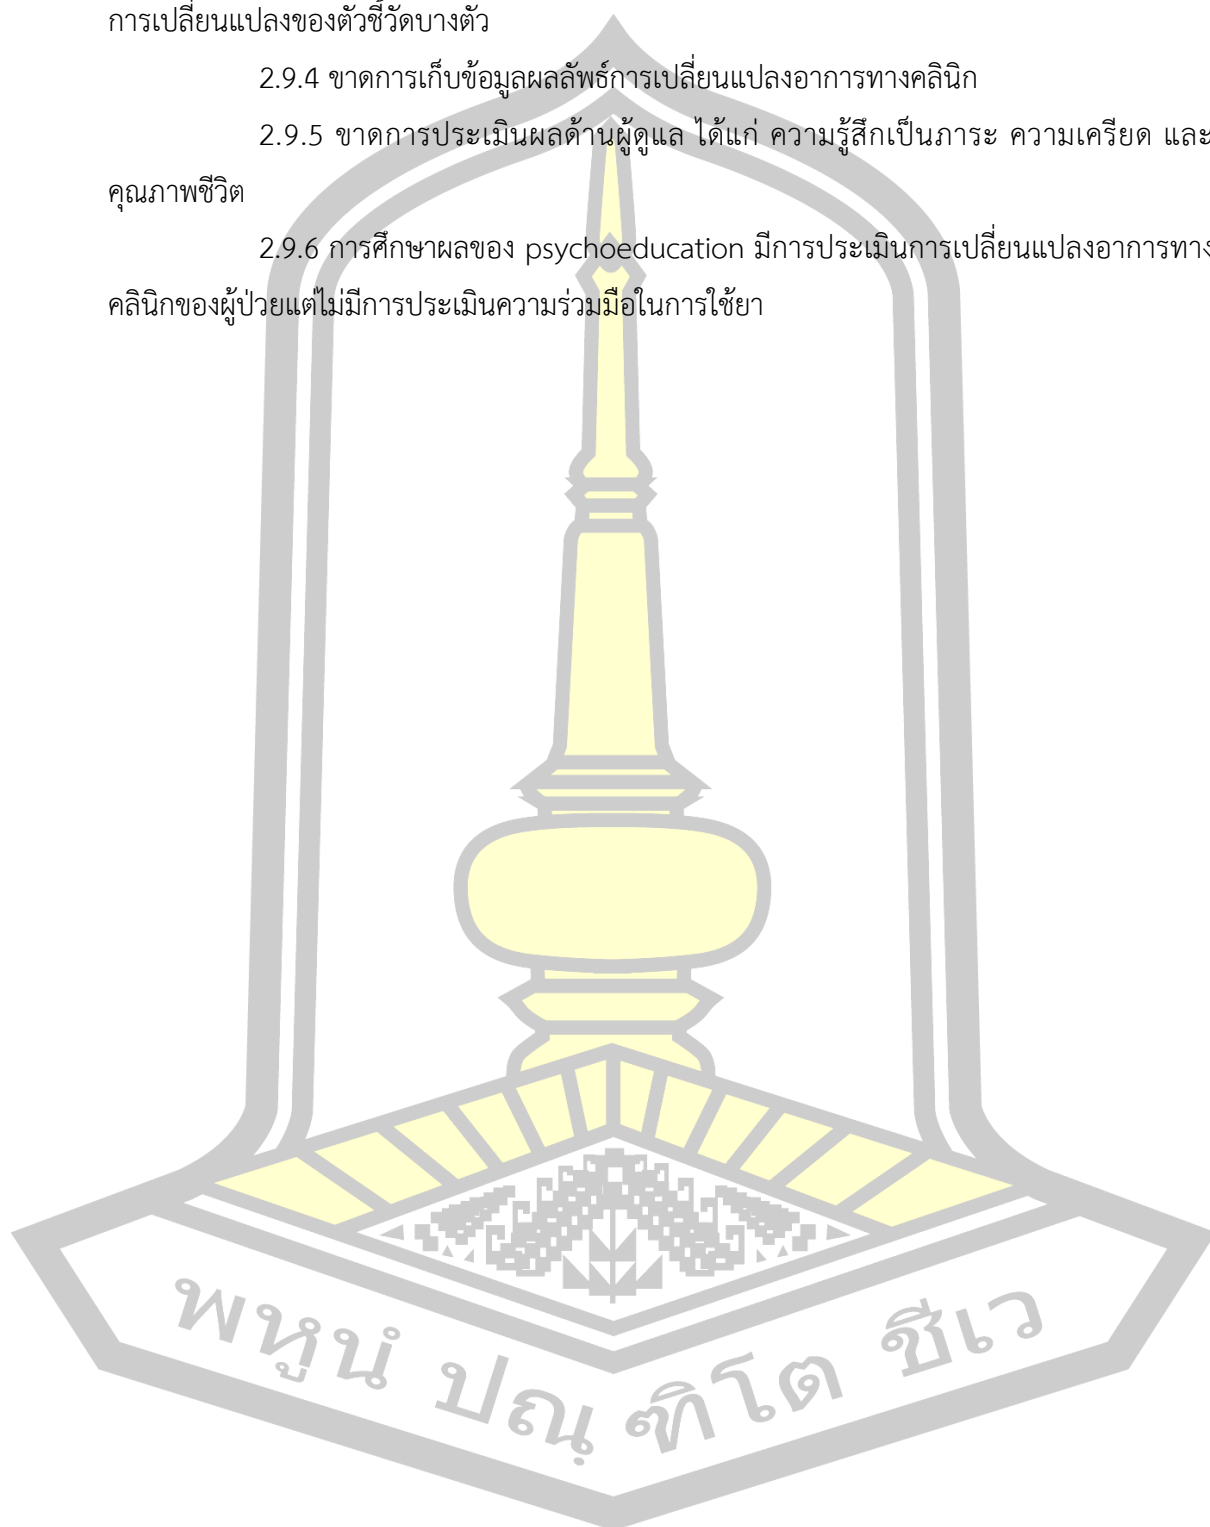 การเปลี่ยนแปลงของตัวชี้วัดบางตัว
2.9.4 ขาดการเก็บข้อมูลผลลัพธ์การเปลี่ยนแปลงอาการทางคลินิก
2.9.5 ขาดการประเมินผลด้านผู้ดูแล ได้แก่ ความรู้สึกเป็นภาระ ความเครียด และ
คุณภาพชีวิต
2.9.6 การศึกษาผลของ psychoeducation มีการประเมินการเปลี่ยนแปลงอาการทาง
คลินิกของผู้ป่วยแต่ไม่มีการประเมินความร่วมมือในการใช้ยา
พหูนํ ปณฺฑิโต ชีเว